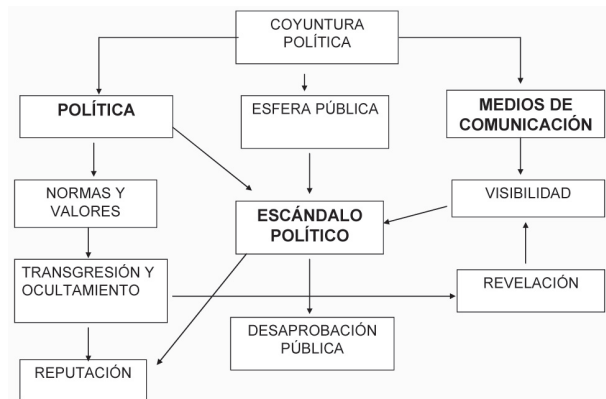 COYUNTURA
POLÍTICA
POLÍTICA
ESFERA PÚBLICA
MEDIOS DE
COMUNICACIÓN
NORMAS Y
VALORES
ESCÁNDALO
POLÍTICO
VISIBILIDAD
TRANSGRESIÓN Y
OCULTAMIENTO
REVELACIÓN
DESAPROBACIÓN
PÚBLICA
REPUTACIÓN